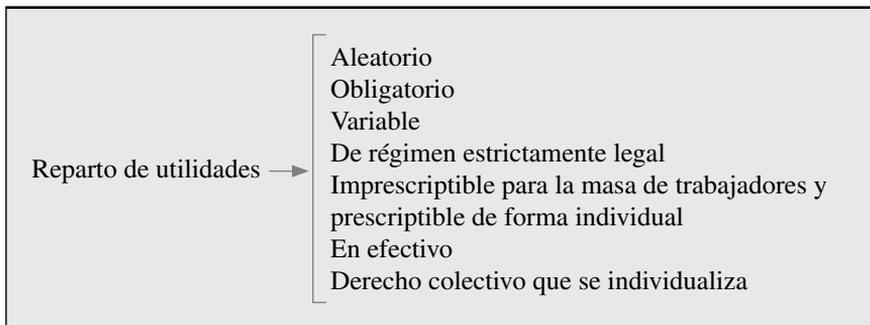 Reparto de utilidades
Aleatorio
Obligatorio
Variable
De régimen estrictamente legal
Imprescriptible para la masa de trabajadores y
prescriptible de forma individual
En efectivo
Derecho colectivo que se individualiza